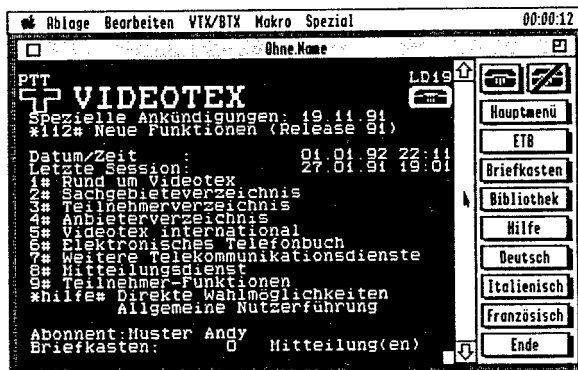 Ablage Bearbeiten VTX/BTX Makro Spezial 00:00:12
Ohne.Name
PTT LD19
VIDEOTEX
Spezielle Ankündigungen: 19.11.91
*112# Neue Funktionen (Release 91)
Datum/Zeit : 01.01.92 22:11
Letzte Session: 27.01.91 19:01
1# Rund um Videotex
2# Sachgebieteverzeichnis
3# Teilnehmerverzeichnis
4# Anbieterverzeichnis
5# Videotex international
6# Elektronisches Telefonbuch
7# Weitere Telekommunikationsdienste
8# Mitteilungsdienst
9# Teilnehmer-Funktionen
*hilfe# Direkte Wahlmöglichkeiten
Allgemeine Nutzerführung
Abonnent:Muster Andy
Briefkasten: 0 Mitteilung(en)
Hauptmenü
ETB
Briefkasten
Bibliothek
Hilfe
Deutsch
Italienisch
Französisch
Ende